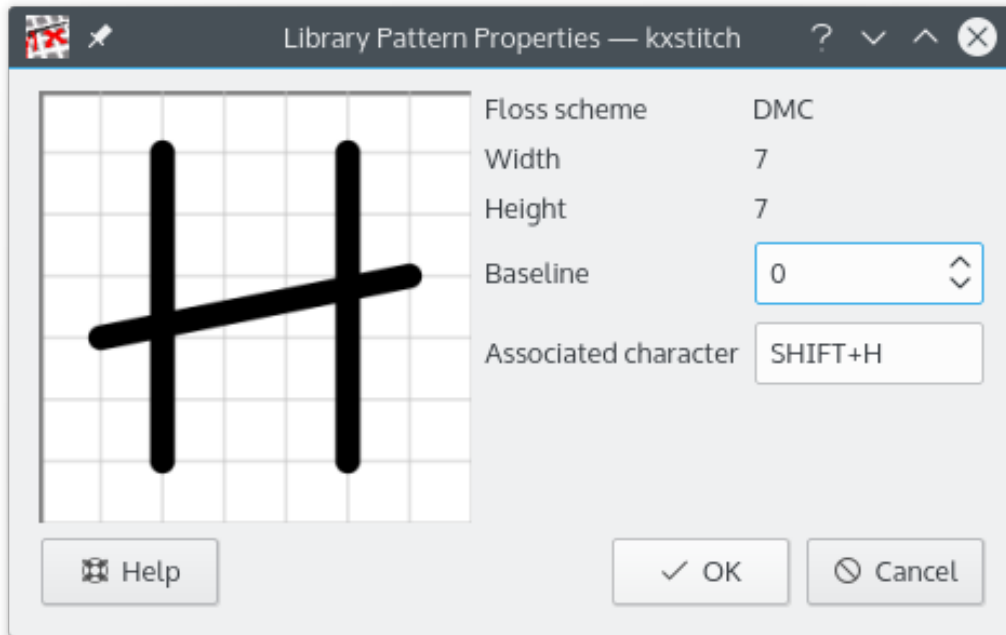 Library Pattern Properties — kxstitch
Floss scheme DMC
Width 7
Height 7
Baseline 0
Associated character SHIFT+H
Help OK Cancel